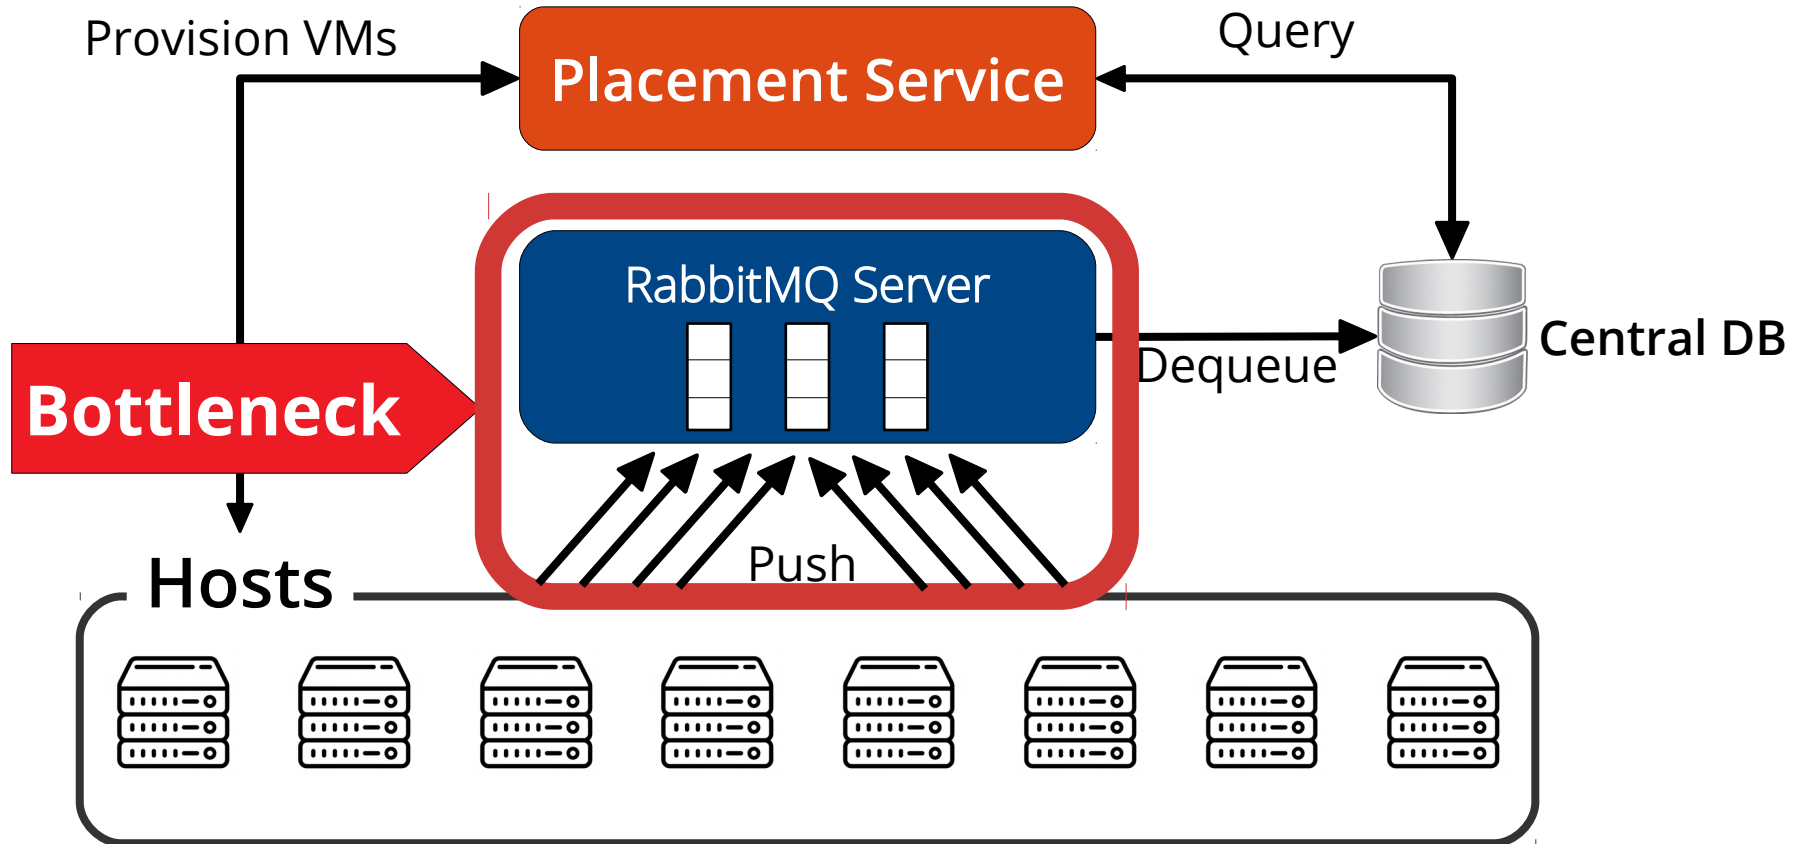 Provision VMs
Placement Service
Query
RabbitMQ Server
Central DB
Dequeue
Bottleneck
Push
Hosts